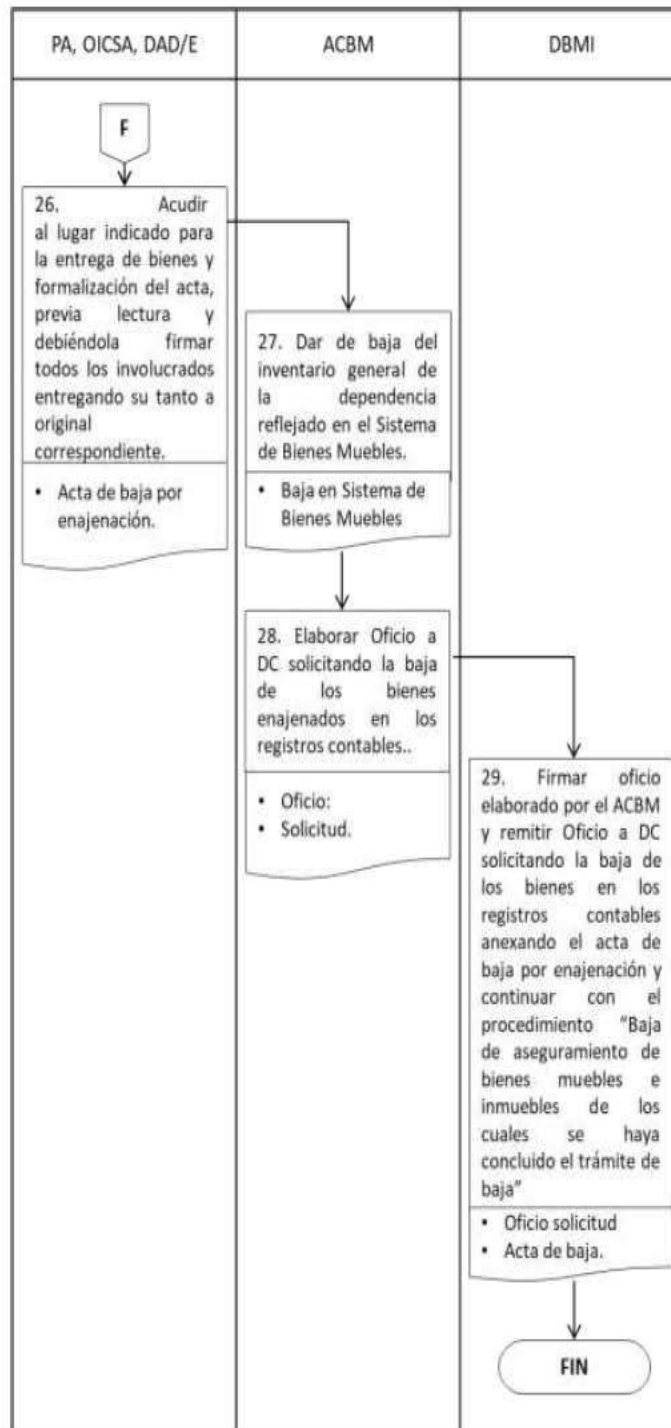 PA, OICSA, DAD/E
ACBM
DBMI
F
26. Acudir
al lugar indicado para
la entrega de bienes y
formalización del acta,
previa lectura y
debiéndola firmar
todos los involucrados
entregando su tanto a
original
correspondiente.
• Acta de baja por
enajenación.
27. Dar de baja del
inventario general de
la dependencia
reflejado en el Sistema
de Bienes Muebles.
• Baja en Sistema de
Bienes Muebles
28. Elaborar Oficio a
DC solicitando la baja
de los bienes
enajenados en los
registros contables..
• Oficio:
• Solicitud.
29. Firmar oficio
elaborado por el ACBM
y remitir Oficio a DC
solicitando la baja de
los bienes en los
registros contables
anexando el acta de
baja por enajenación y
continuar con el
procedimiento "Baja
de aseguramiento de
bienes muebles e
inmuebles de los
cuales se haya
concluido el trámite de
baja"
• Oficio solicitud
• Acta de baja.
FIN